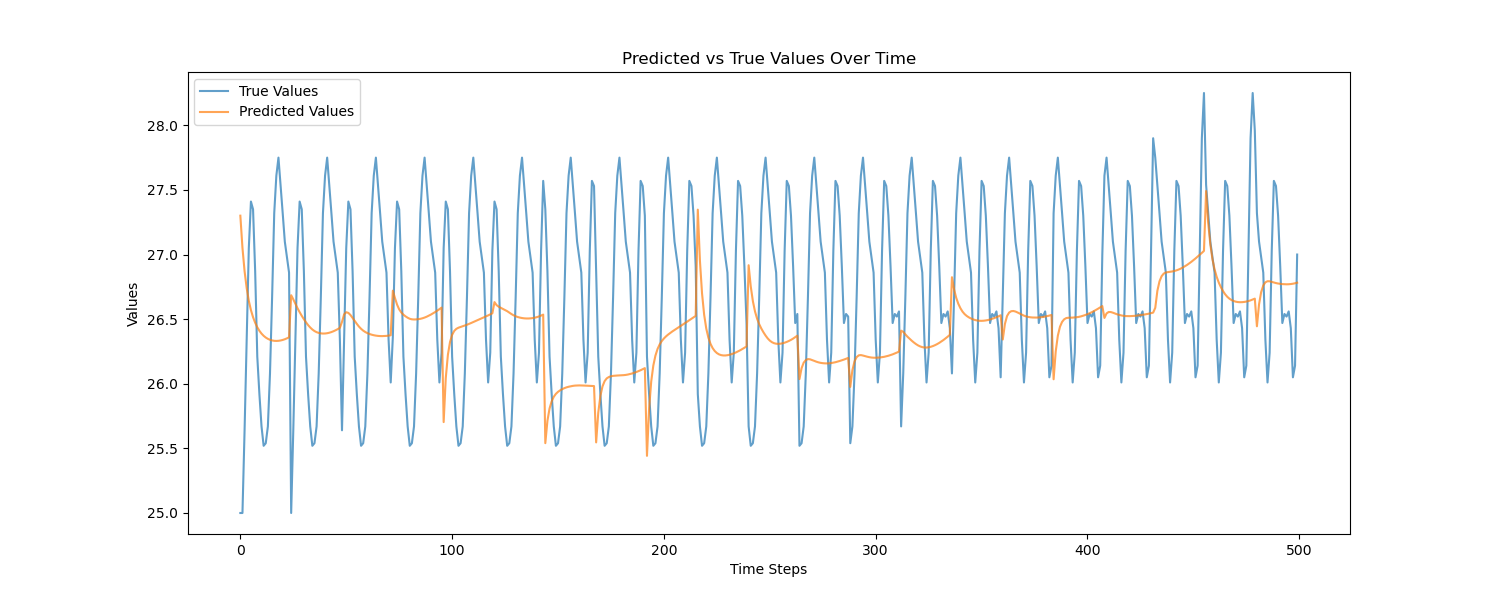 Predicted vs True Values Over Time
True Values
Predicted Values
Values
28.0
27.5
27.0
26.5
26.0
25.5
25.0
0
100
200
300
400
500
Time Steps